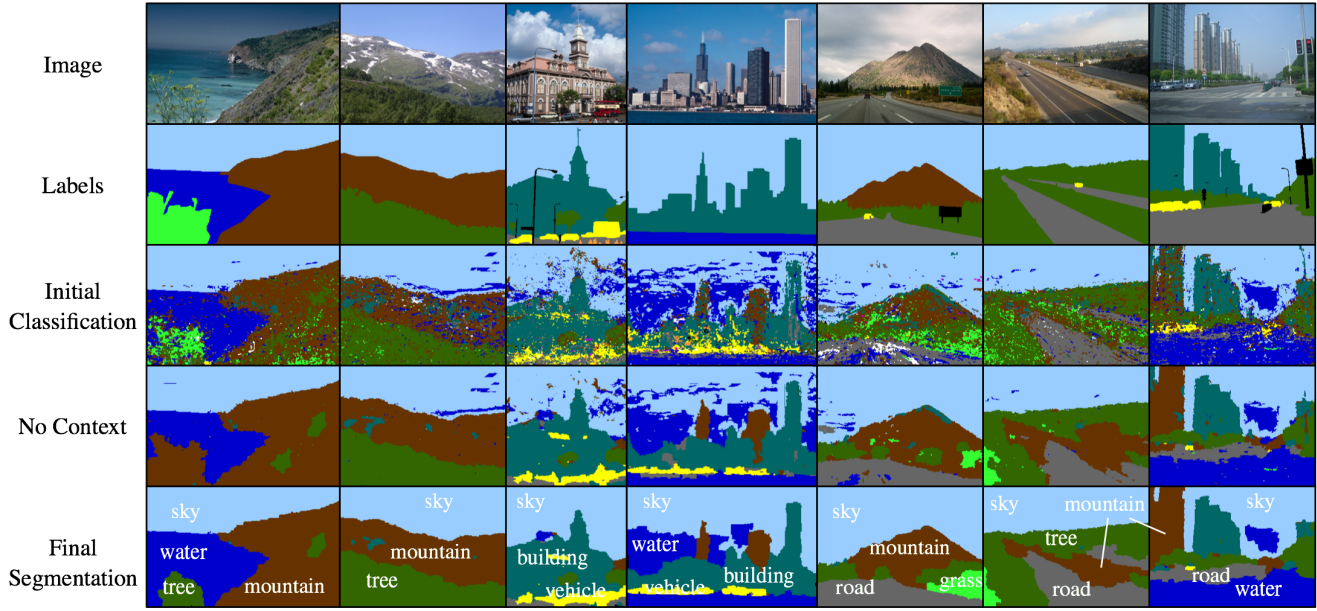 Image
Labels
Initial
Classification
No Context
Final
Segmentation
sky
water
tree
mountain
sky
mountain
tree
sky
building
vehicle
sky
water
vehicle
building
sky
mountain
road
grass
sky
mountain
tree
road
sky
road
water